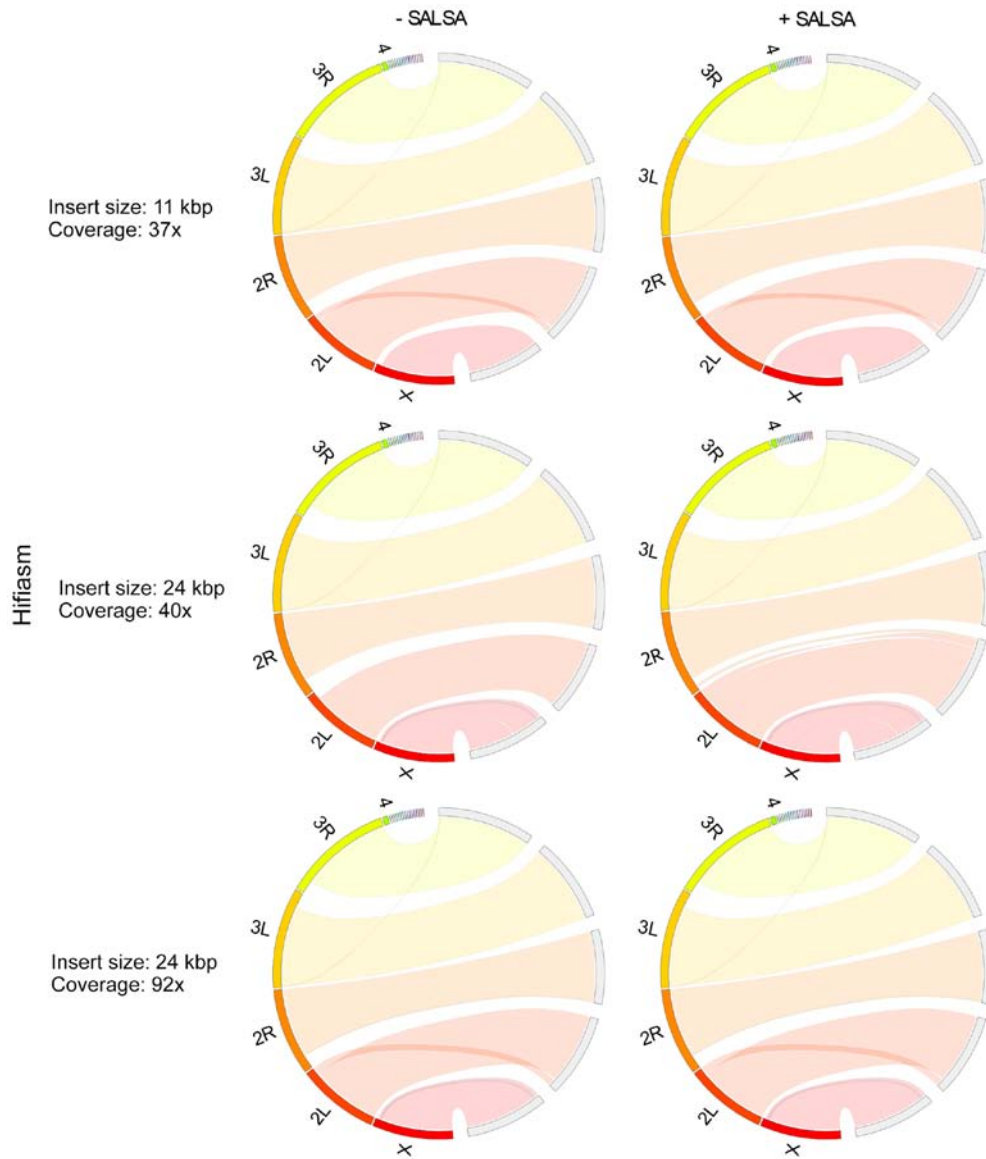 - SALSA
+ SALSA
4
3R
3L
2R
2L
X
4
3R
3L
2R
2L
X
Insert size: 11 kbp
Coverage: 37x
4
3R
3L
2R
2L
X
4
3R
3L
2R
2L
X
Hifiasm
Insert size: 24 kbp
Coverage: 40x
4
3R
3L
2R
2L
X
4
3R
3L
2R
2L
X
Insert size: 24 kbp
Coverage: 92x